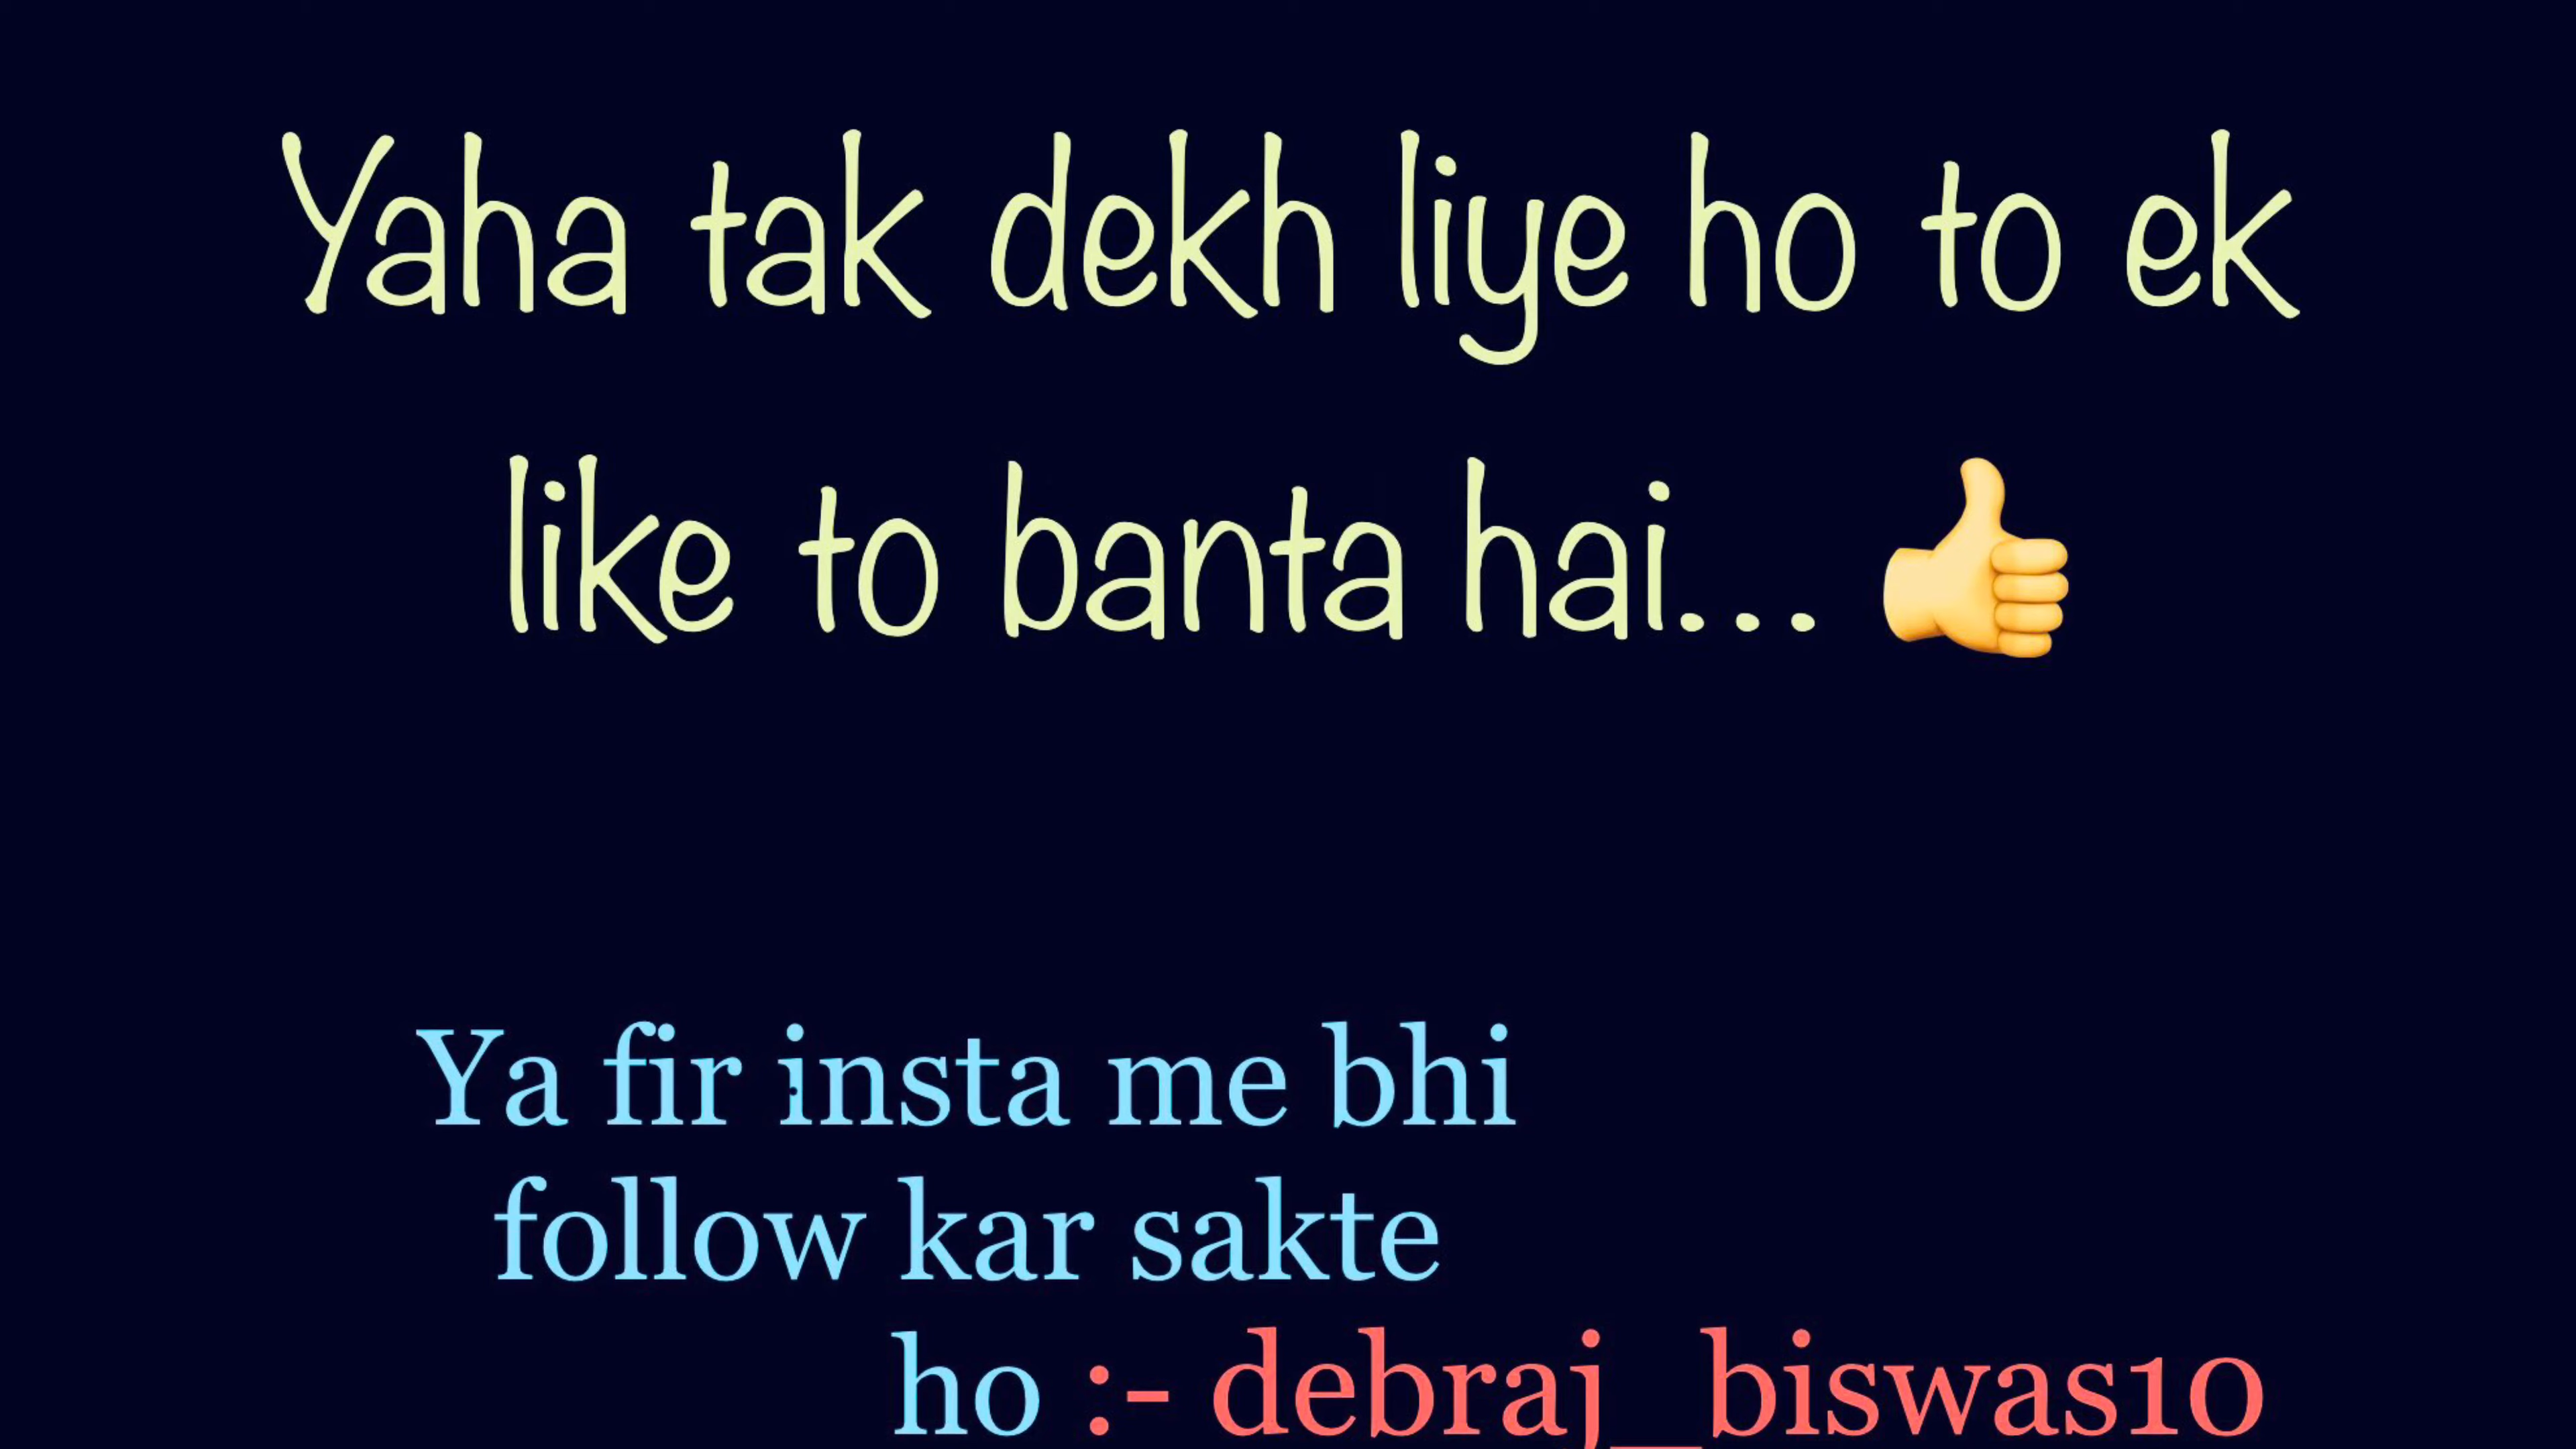 Yaha tak dekh liye ho to ek
like to banta hai... 👍
Ya fir insta me bhi
follow kar sakte
ho :- debraj_biswas10